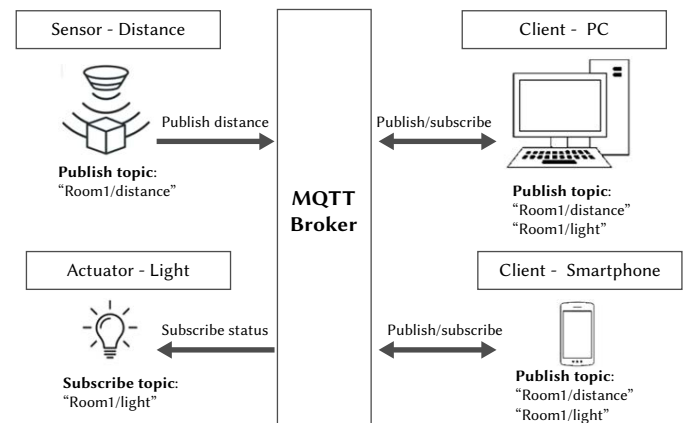 Sensor - Distance
Publish distance
Publish topic:
“Room1/distance”
Actuator - Light
Subscribe status
Subscribe topic:
“Room1/light”
MQTT
Broker
Client - PC
Publish/subscribe
Publish topic:
“Room1/distance”
“Room1/light”
Client - Smartphone
Publish/subscribe
Publish topic:
“Room1/distance”
“Room1/light”